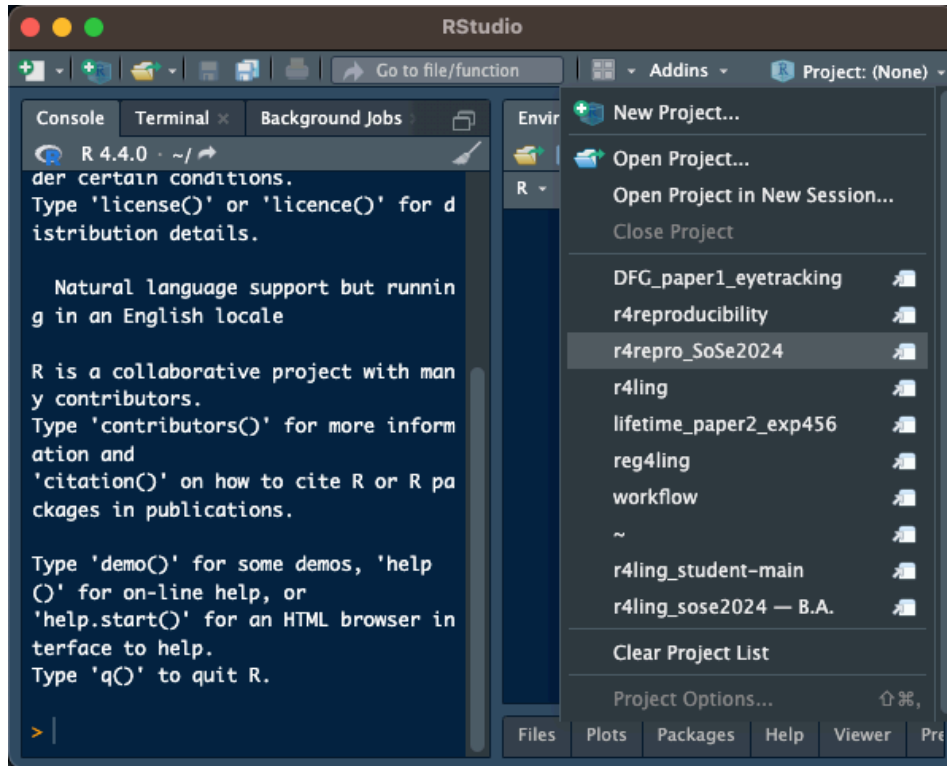 RStudio
Go to file/function
Addins
Project: (None)
Console Terminal Background Jobs
R 4.4.0 · ~/
der certain conditions.
Type 'license()' or 'licence()' for d
istribution details.
Natural language support but runnin
g in an English locale
R is a collaborative project with man
y contributors.
Type 'contributors()' for more inform
ation and
'citation()' on how to cite R or R pa
ckages in publications.
Type 'demo()' for some demos, 'help
()' for on-line help, or
'help.start()' for an HTML browser in
terface to help.
Type 'q()' to quit R.
>
Envir
R
New Project...
Open Project...
Open Project in New Session...
Close Project
DFG_paper1_eyetracking
r4reproducibility
r4repro_SoSe2024
r4ling
lifetime_paper2_exp456
reg4ling
workflow
~
r4ling_student-main
r4ling_sose2024 — B.A.
Clear Project List
Project Options... ⇧⌘,
Files Plots Packages Help Viewer Pre